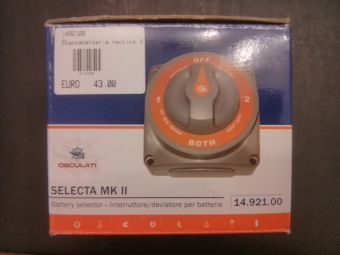 1492100
Staccabatteria nautica 2
EURO 43.00
OFF
1
2
BOTH
OSCULATI
SELECTA MK II
Battery selector - Interruttore/deviatore per batterie
14.921.00
OSCULATI